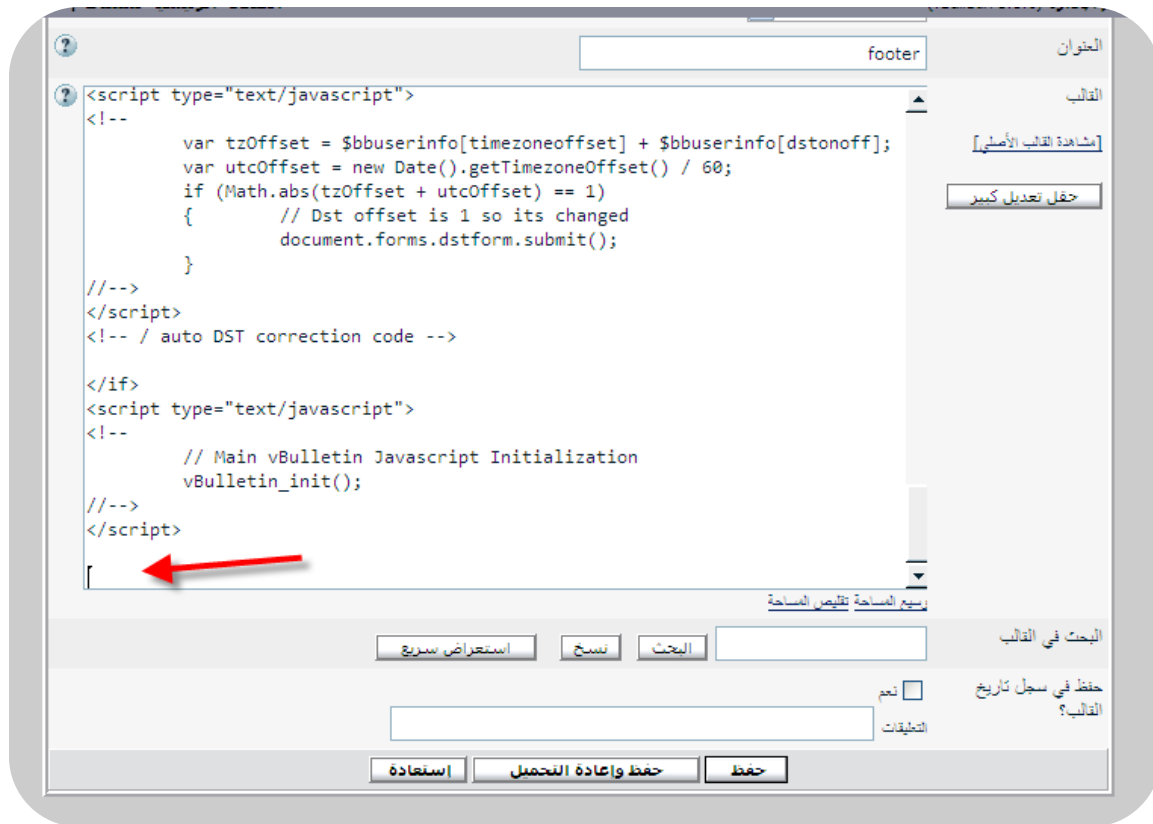 العنوان
footer
القالب
[مشاهدة القالب الأصلي]
حقل تعديل كبير
<script type="text/javascript">
<!--
var tzOffset = $bbuserinfo[timezoneoffset] + $bbuserinfo[dstonoff];
var utcOffset = new Date().getTimezoneOffset() / 60;
if (Math.abs(tzOffset + utcOffset) == 1)
{ // Dst offset is 1 so its changed
document.forms.dstform.submit();
}
//-->
</script>
<!-- / auto DST correction code -->
</if>
<script type="text/javascript">
<!--
// Main vBulletin Javascript Initialization
vBulletin_init();
//-->
</script>
المساحة تقليص المساحة
البحث في القالب
البحث نسخ استعراض سريع
حفظ في سجل تاريخ
القالب؟
نعم
التعليقات
حفظ حفظ وإعادة التحميل إستعادة